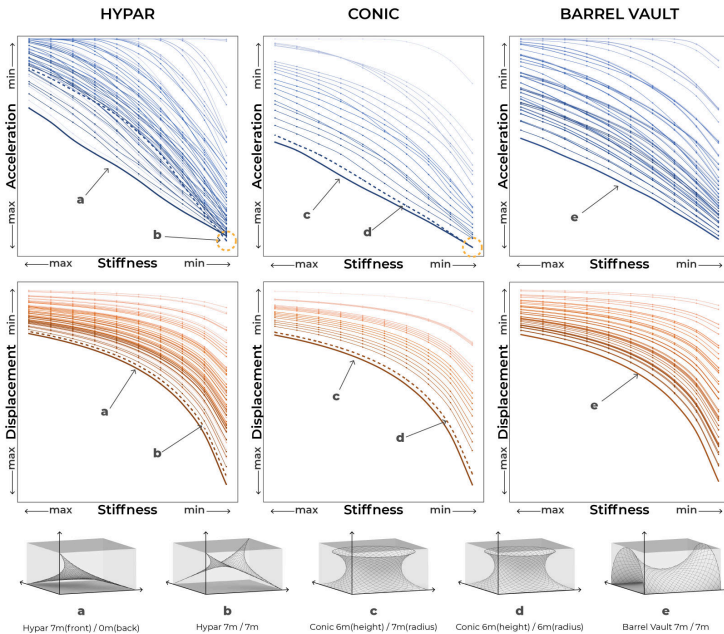 HYPAR
CONIC
BARREL VAULT
min
Acceleration
max
a
b
c
d
e
max
Stiffness
min
max
Stiffness
min
max
Stiffness
min
min
Displacement
max
a
b
c
d
e
max
Stiffness
min
max
Stiffness
min
max
Stiffness
min
min
Acceleration
max
min
Acceleration
max
min
Displacement
max
min
Displacement
max
a
b
c
d
e
Hypar 7m(front) / 0m(back)
Hypar 7m / 7m
Conic 6m(height) / 7m(radius)
Conic 6m(height) / 6m(radius)
Barrel Vault 7m / 7m